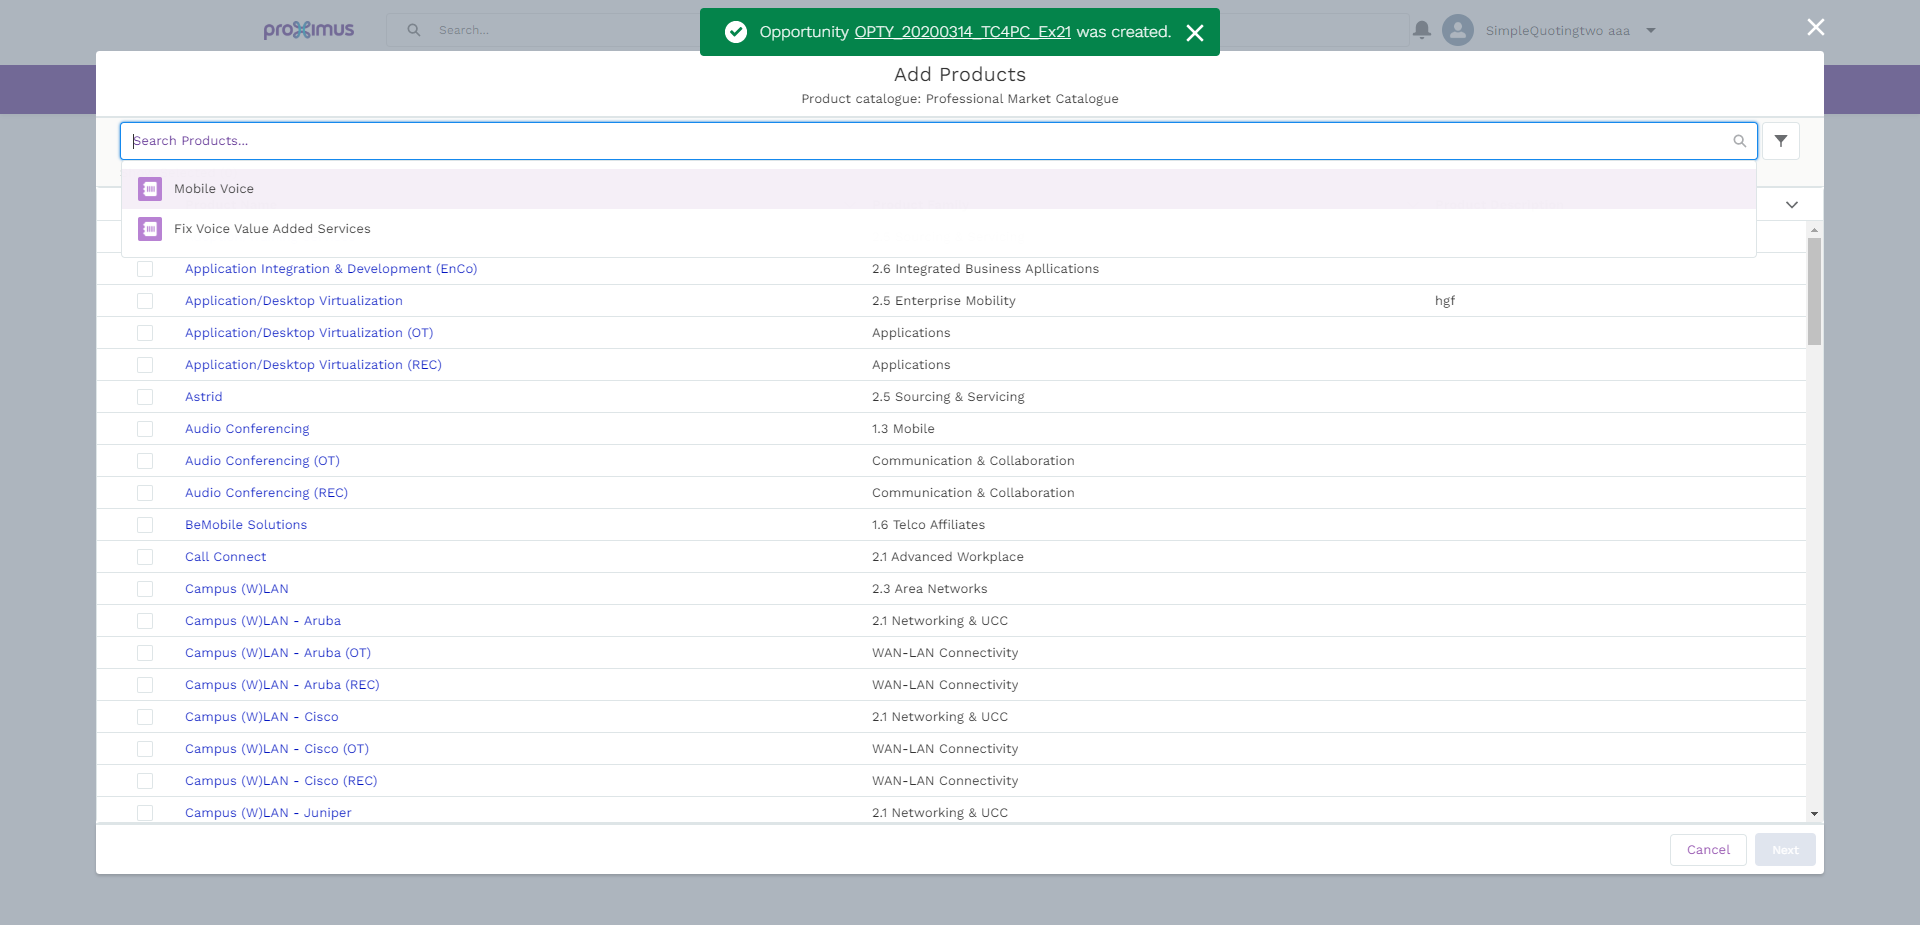 proximus
Search...
Opportunity OPTY_20200314_TC4PC_Ex21 was created.
SimpleQuotingtwo aaa
Add Products
Product catalogue: Professional Market Catalogue
Search Products...
Mobile Voice
Fix Voice Value Added Services
Application Integration & Development (EnCo) 2.6 Integrated Business Apllications
Application/Desktop Virtualization 2.5 Enterprise Mobility hgf
Application/Desktop Virtualization (OT) Applications
Application/Desktop Virtualization (REC) Applications
Astrid 2.5 Sourcing & Servicing
Audio Conferencing 1.3 Mobile
Audio Conferencing (OT) Communication & Collaboration
Audio Conferencing (REC) Communication & Collaboration
BeMobile Solutions 1.6 Telco Affiliates
Call Connect 2.1 Advanced Workplace
Campus (W)LAN 2.3 Area Networks
Campus (W)LAN - Aruba 2.1 Networking & UCC
Campus (W)LAN - Aruba (OT) WAN-LAN Connectivity
Campus (W)LAN - Aruba (REC) WAN-LAN Connectivity
Campus (W)LAN - Cisco 2.1 Networking & UCC
Campus (W)LAN - Cisco (OT) WAN-LAN Connectivity
Campus (W)LAN - Cisco (REC) WAN-LAN Connectivity
Campus (W)LAN - Juniper 2.1 Networking & UCC
Cancel Next